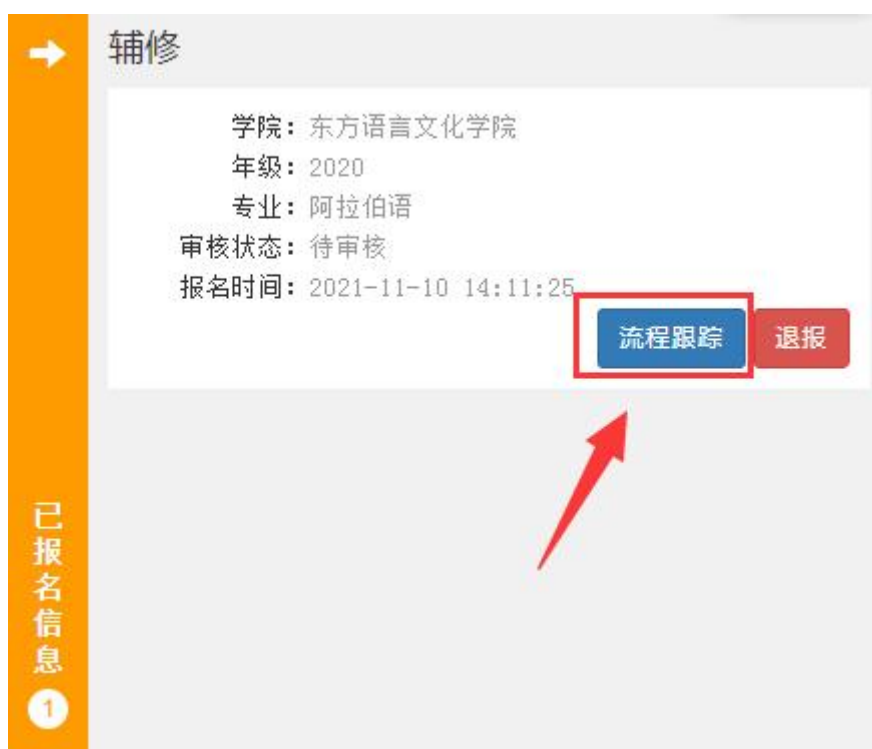 辅修
学院：东方语言文化学院
年级：2020
专业：阿拉伯语
审核状态：待审核
报名时间：2021-11-10 14:11:25
流程跟踪 退报
已报名信息 1